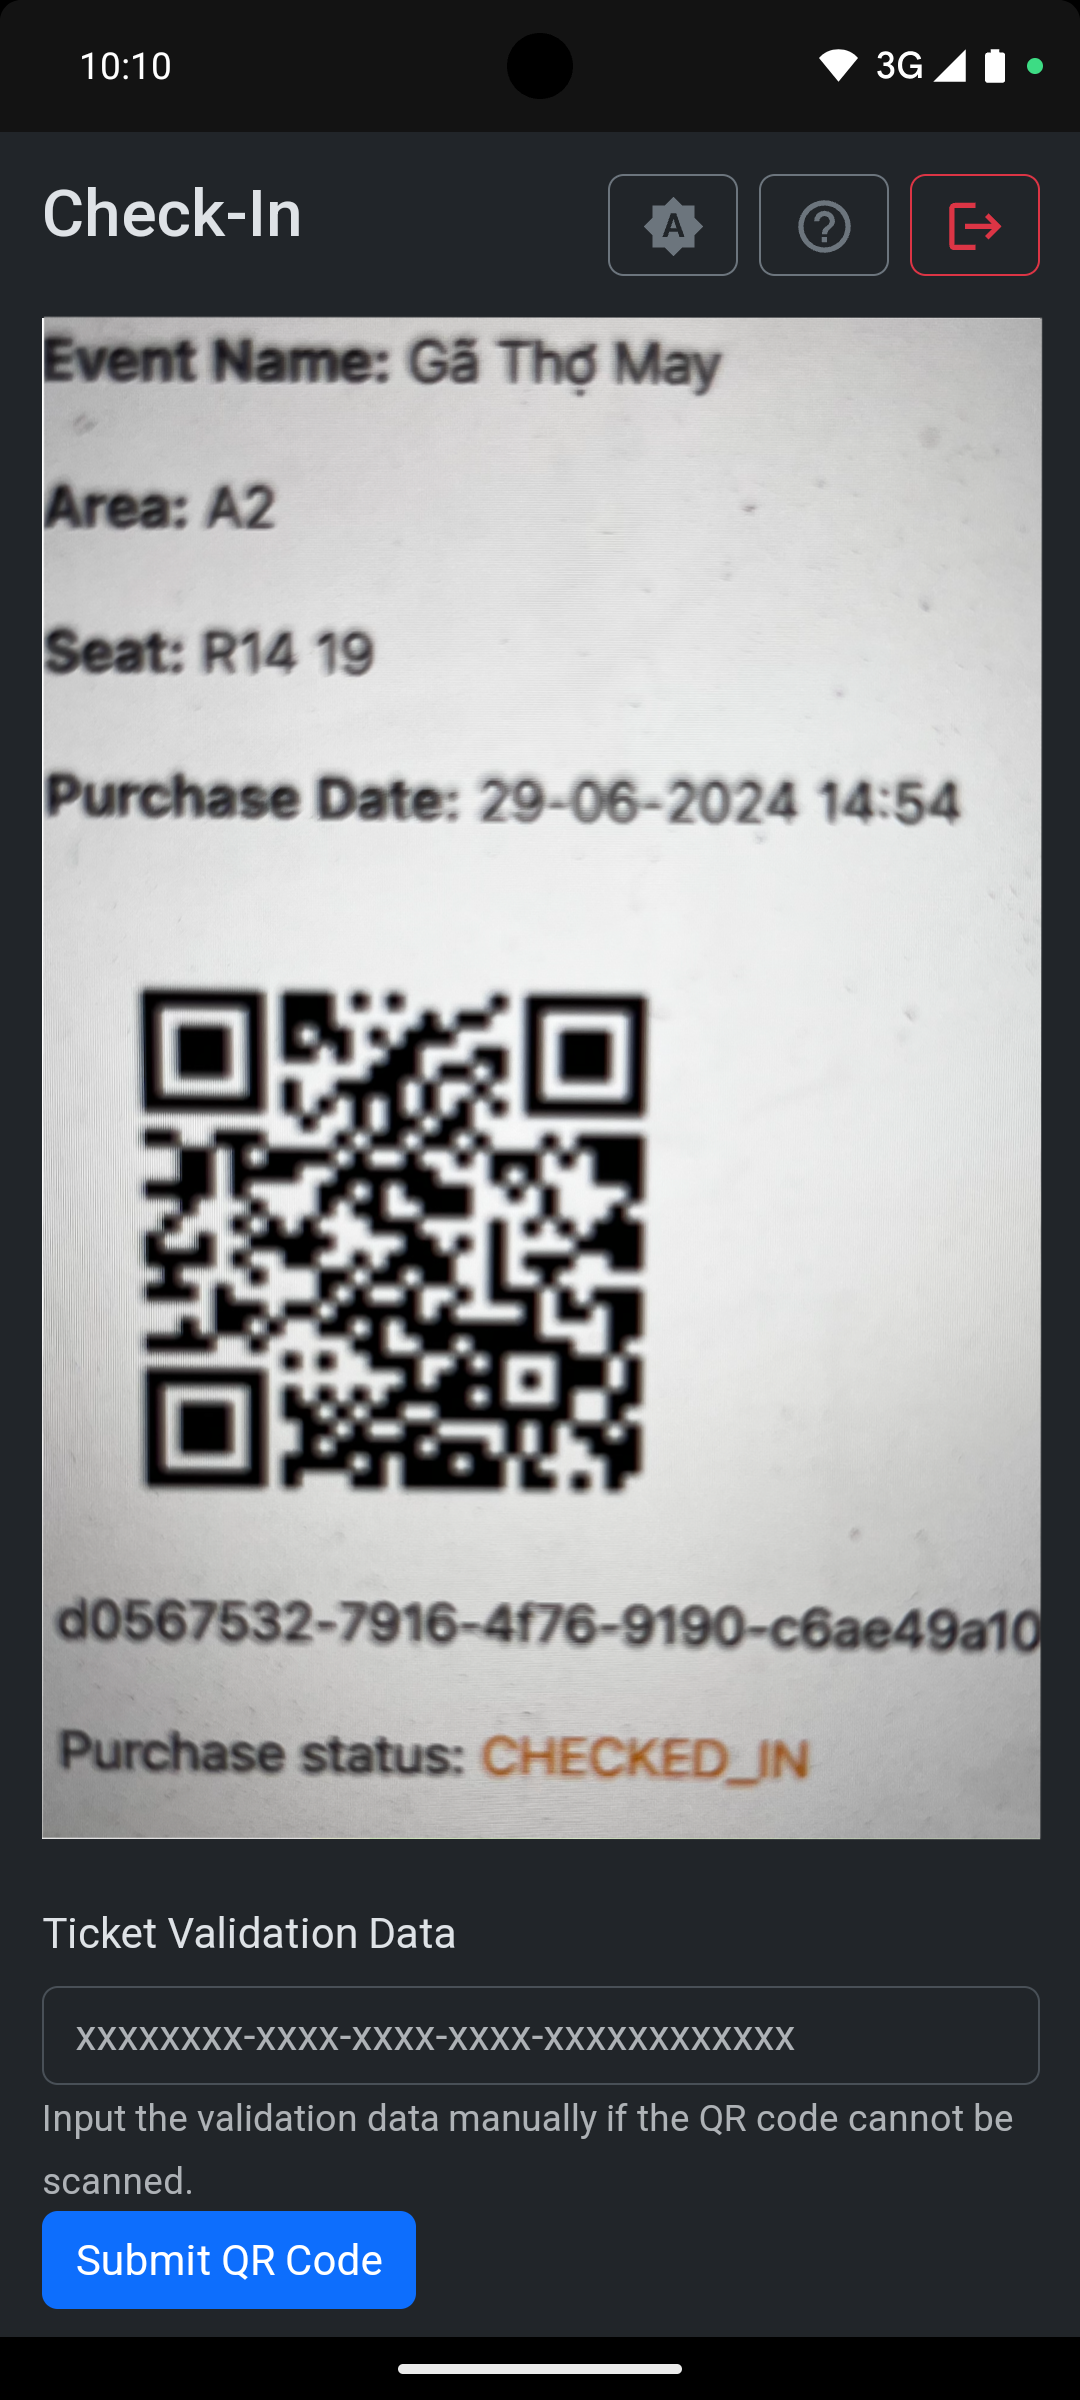 10:10
3G
Check-In
A
?
Event Name: Gã Thợ May
Area: A2
Seat: R14 19
Purchase Date: 29-06-2024 14:54
d0567532-7916-4f76-9190-c6ae49a10
Purchase status: CHECKED_IN
Ticket Validation Data
xxxxxxxx-xxxx-xxxx-xxxx-xxxxxxxxxxxx
Input the validation data manually if the QR code cannot be
scanned.
Submit QR Code